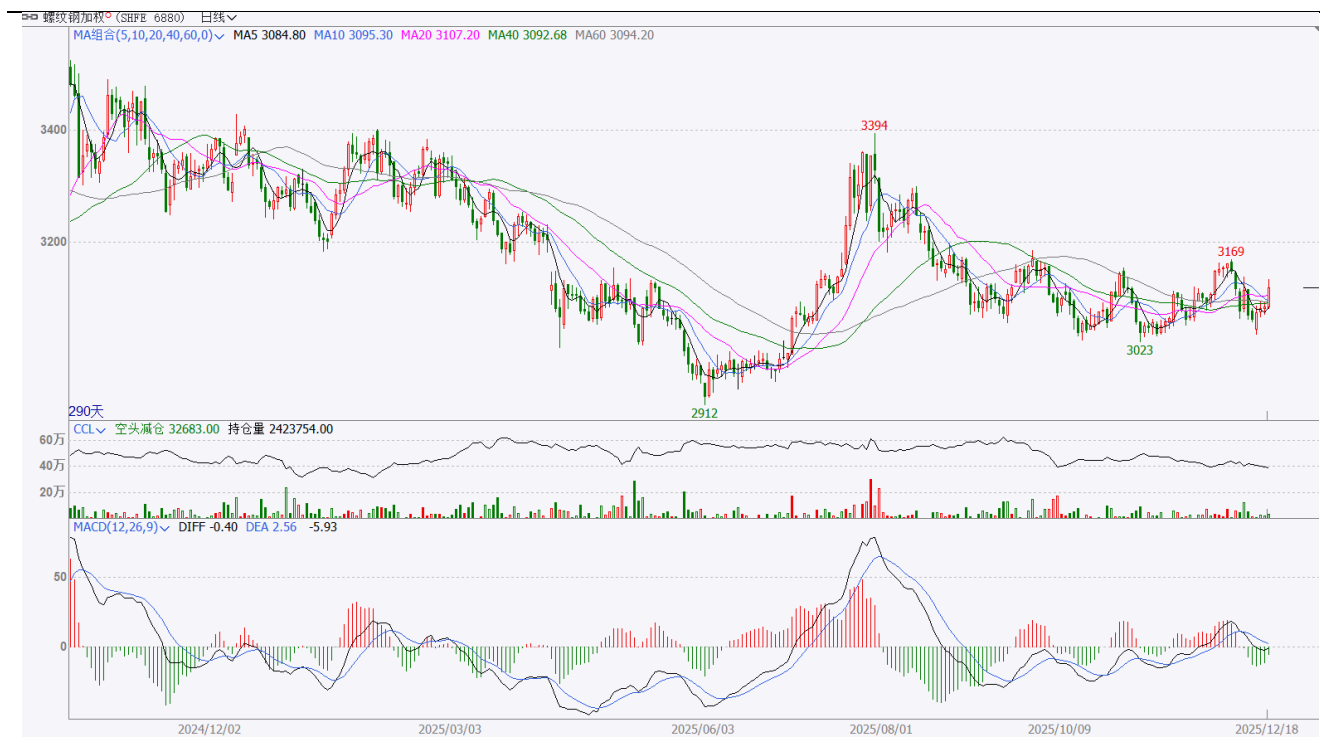 螺纹钢加权 (SHFE 6880) 日线
MA组合(5,10,20,40,60,0) MA5 3084.80 MA10 3095.30 MA20 3107.20 MA40 3092.68 MA60 3094.20
3394
3400
3200
3169
3023
2912
290天
CCL 空头减仓 32683.00 持仓量 2423754.00
60万
40万
20万
MACD(12,26,9) DIFF -0.40 DEA 2.56 -5.93
50
0
2024/12/02 2025/03/03 2025/06/03 2025/08/01 2025/10/09 2025/12/18